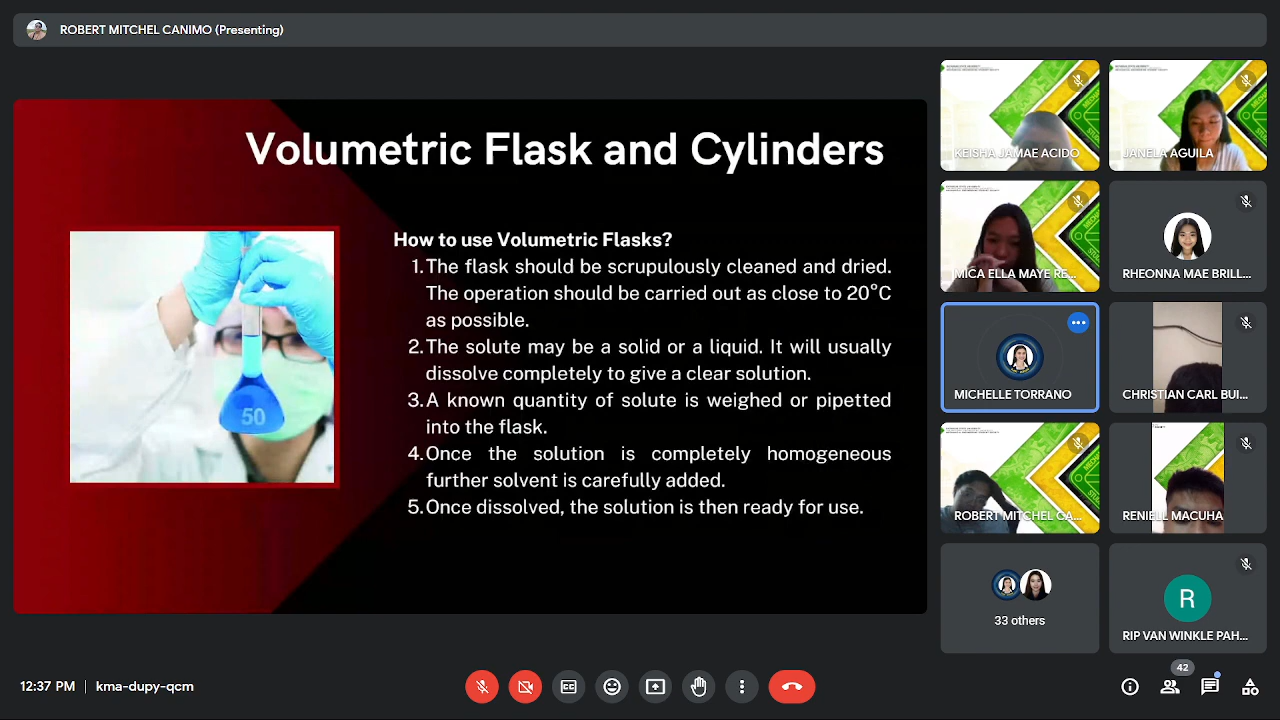 ROBERT MITCHEL CANIMO (Presenting)
Volumetric Flask and Cylinders
How to use Volumetric Flasks?
1. The flask should be scrupulously cleaned and dried.
The operation should be carried out as close to 20°C
as possible.
2. The solute may be a solid or a liquid. It will usually
dissolve completely to give a clear solution.
3. A known quantity of solute is weighed or pipetted
into the flask.
4. Once the solution is completely homogeneous
further solvent is carefully added.
5. Once dissolved, the solution is then ready for use.
50
KEISHA JAMAE ACIDO
JANELA AGUILA
MICA ELLA MAYE RE...
RHEONNA MAE BRILL...
MICHELLE TORRANO
CHRISTIAN CARL BUI...
ROBERT MITCHEL CA...
RENIELL MACUHA
33 others
R
RIP VAN WINKLE PAH...
12:37 PM | kma-dupy-qcm
42